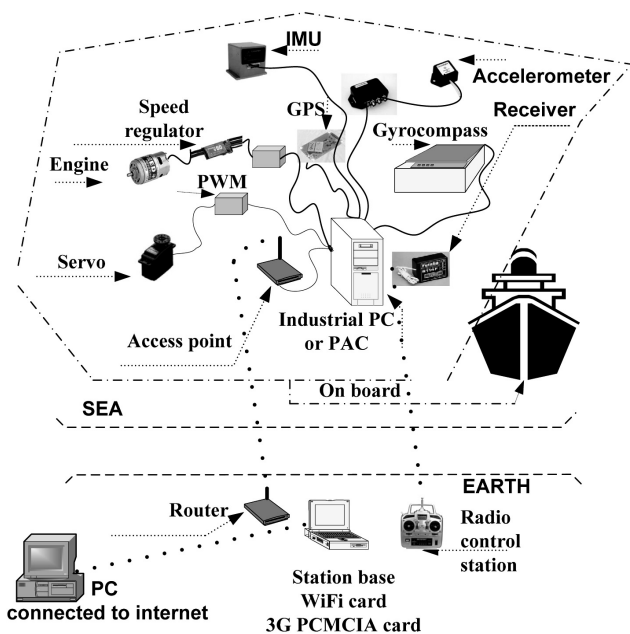 IMU
Accelerometer
Speed
regulator
GPS
Receiver
Gyrocompass
Engine
PWM
Servo
Industrial PC
or PAC
Access point
On board
SEA
EARTH
Router
Radio
control
station
PC
connected to internet
Station base
WiFi card
3G PCMCIA card